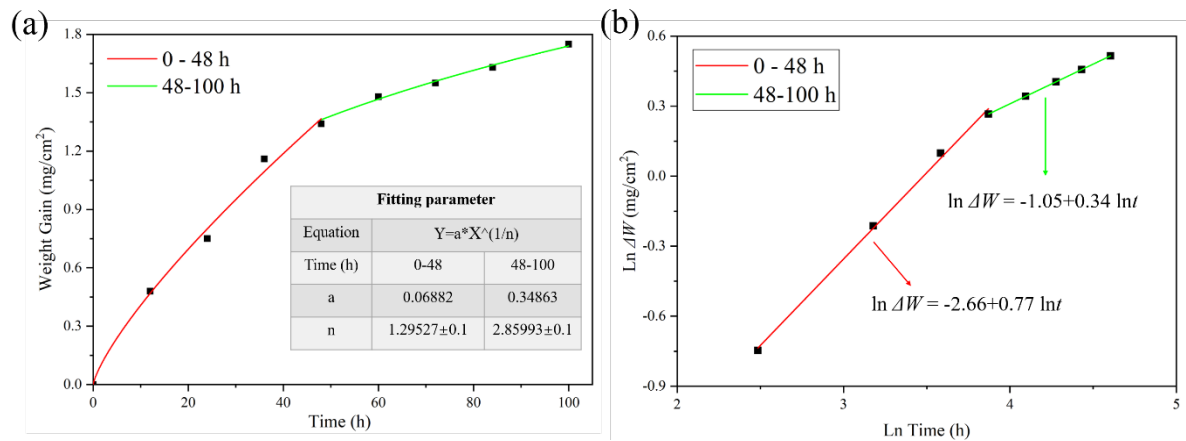 (a)
1.8
1.5
1.2
0.9
0.6
0.3
0.0
Weight Gain (mg/cm²)
0 - 48 h
48-100 h
Fitting parameter
Equation Y=a*X^(1/n)
Time (h) 0-48 48-100
a 0.06882 0.34863
n 1.29527±0.1 2.85993±0.1
0 20 40 60 80 100
Time (h)
(b)
0.6
0.3
0.0
-0.3
-0.6
-0.9
Ln ΔW (mg/cm²)
0 - 48 h
48-100 h
ln ΔW = -1.05+0.34 lnt
ln ΔW = -2.66+0.77 lnt
2 3 4 5
Ln Time (h)